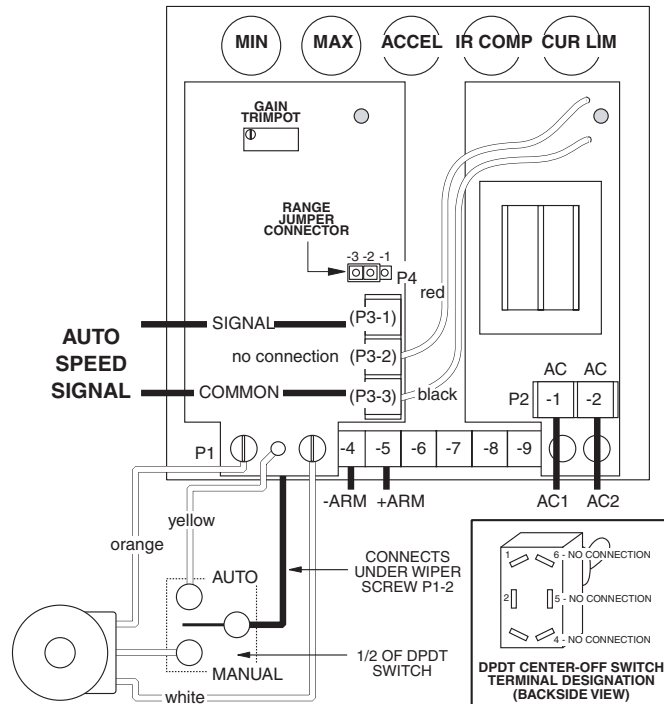 MIN MAX ACCEL IR COMP CUR LIM
GAIN
TRIMPOT
RANGE
JUMPER
CONNECTOR
-3 -2 -1
P4
red
AUTO
SPEED
SIGNAL
SIGNAL
(P3-1)
no connection
(P3-2)
COMMON
(P3-3)
black
AC AC
P2 -1 -2
P1
-4 -5 -6 -7 -8 -9
-ARM +ARM
AC1 AC2
yellow
orange
AUTO
CONNECTS
UNDER WIPER
SCREW P1-2
MANUAL
1/2 OF DPDT
SWITCH
white
1
6 - NO CONNECTION
2
5 - NO CONNECTION
4 - NO CONNECTION
DPDT CENTER-OFF SWITCH
TERMINAL DESIGNATION
(BACKSIDE VIEW)